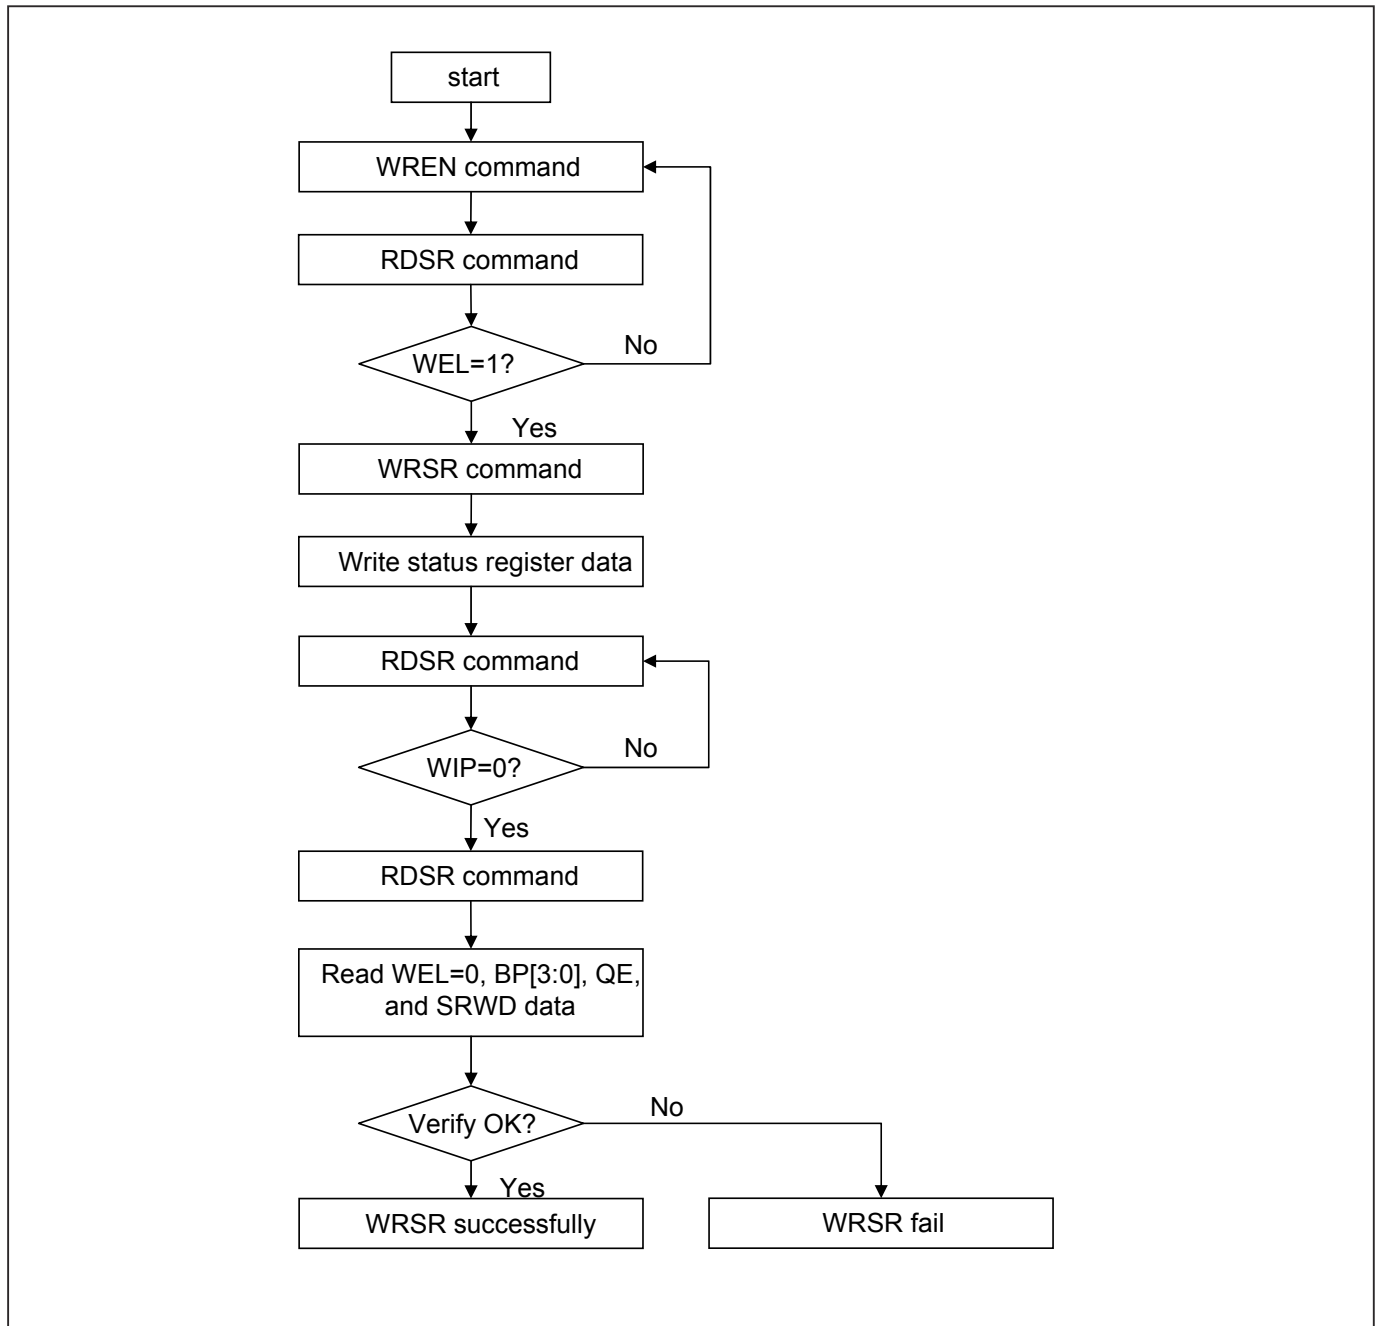 start
WREN command
RDSR command
WEL=1?
No
Yes
WRSR command
Write status register data
RDSR command
WIP=0?
No
Yes
RDSR command
Read WEL=0, BP[3:0], QE,
and SRWD data
Verify OK?
No
Yes
WRSR successfully
WRSR fail